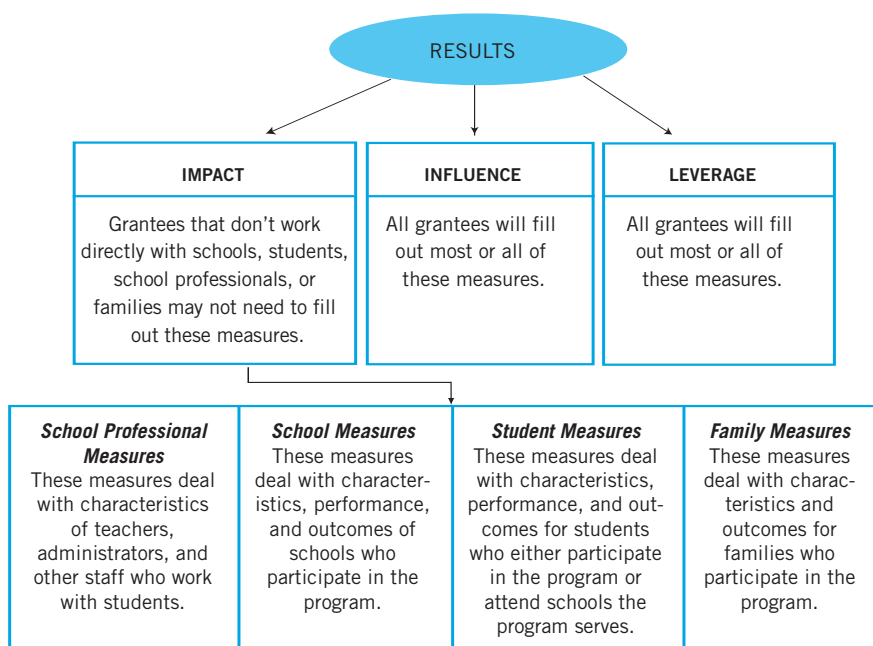 RESULTS
IMPACT
Grantees that don't work
directly with schools, students,
school professionals, or
families may not need to fill
out these measures.
INFLUENCE
All grantees will fill
out most or all of
these measures.
LEVERAGE
All grantees will fill
out most or all of
these measures.
School Professional
Measures
These measures deal
with characteristics
of teachers,
administrators, and
other staff who work
with students.
School Measures
These measures
deal with character-
istics, performance,
and outcomes of
schools who
participate in the
program.
Student Measures
These measures deal
with characteristics,
performance, and out-
comes for students
who either participate
in the program or
attend schools the
program serves.
Family Measures
These measures
deal with charac-
teristics and
outcomes for
families who
participate in the
program.